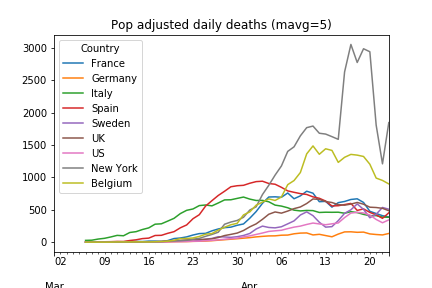 Pop adjusted daily deaths (mavg=5)
3000
2500
2000
1500
1000
500
0
Country
France
Germany
Italy
Spain
Sweden
UK
US
New York
Belgium
02 09 16 23 30 06 13 20
Mar Apr